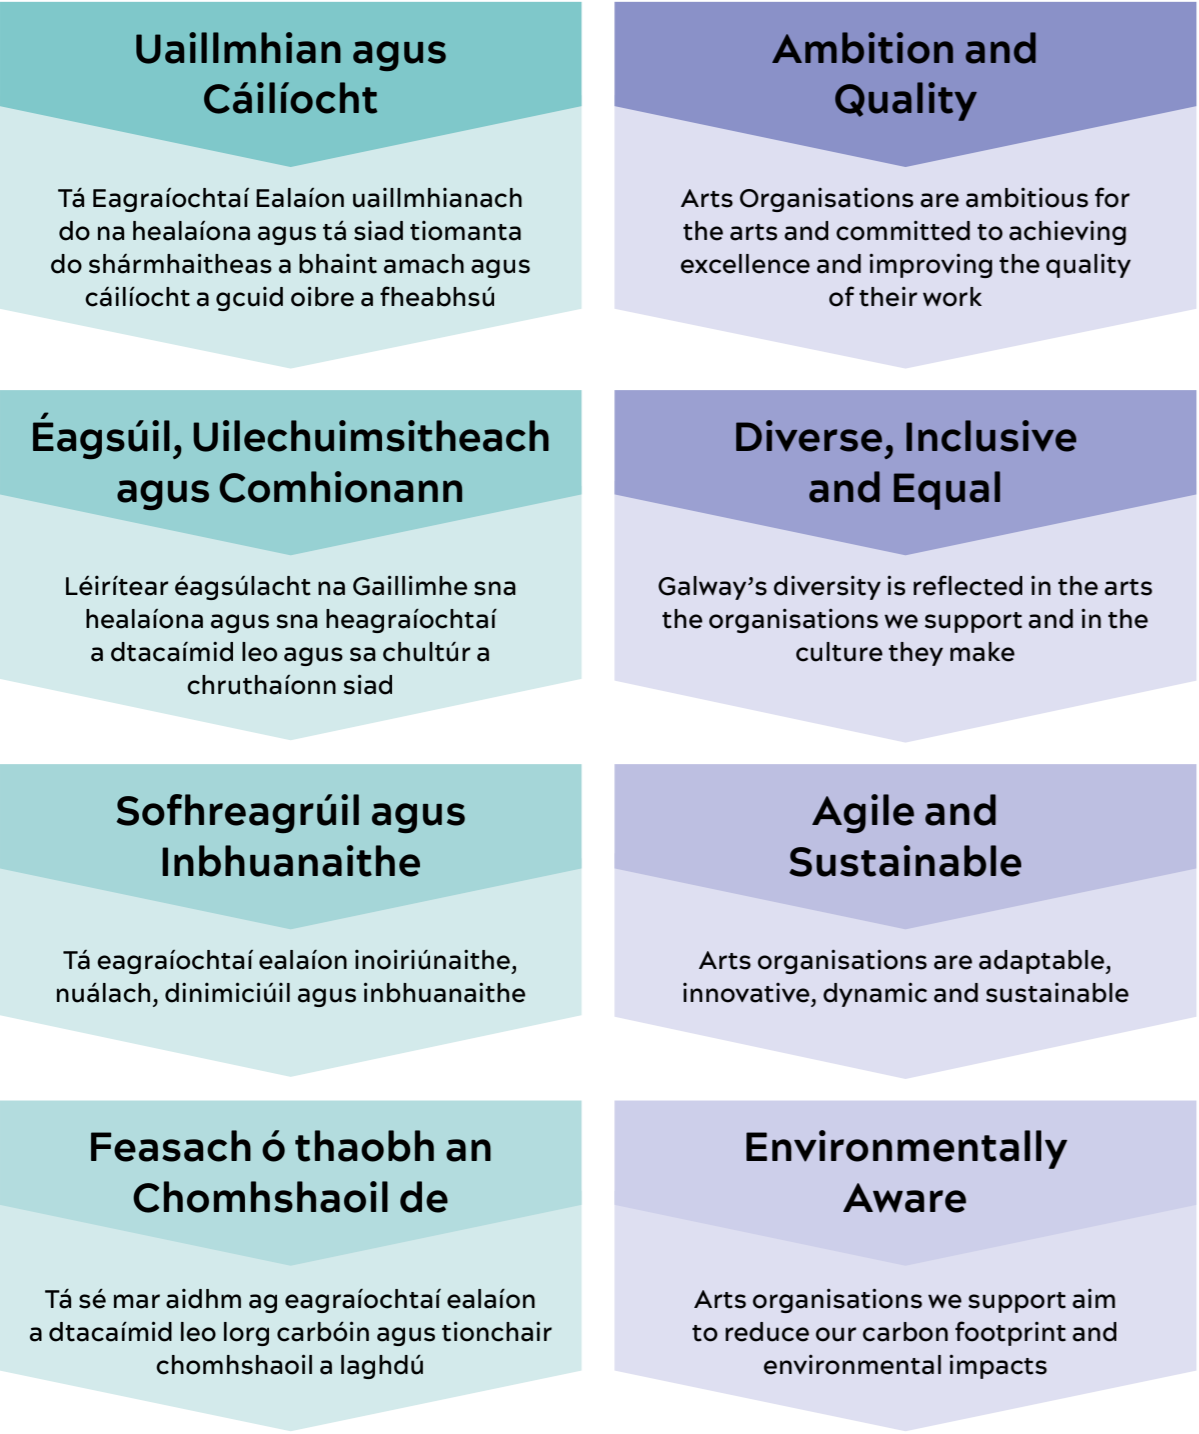 Uaillmhian agus
Cáilíocht
Tá Eagraíochtaí Ealaíon uaillmhianach
do na healaíona agus tá siad tiomanta
do shármhaitheas a bhaint amach agus
cáilíocht a gcuid oibre a fheabhsú
Ambition and
Quality
Arts Organisations are ambitious for
the arts and committed to achieving
excellence and improving the quality
of their work
Éagsúil, Uilechuimsitheach
agus Comhionann
Léirítear éagsúlacht na Gaillimhe sna
healaíona agus sna heagraíochtaí
a dtacaímid leo agus sa chultúr a
chruthaíonn siad
Diverse, Inclusive
and Equal
Galway's diversity is reflected in the arts
the organisations we support and in the
culture they make
Sofhreagrúil agus
Inbhuanaithe
Tá eagraíochtaí ealaíon inoiriúnaithe,
nuálach, dinimiciúil agus inbhuanaithe
Agile and
Sustainable
Arts organisations are adaptable,
innovative, dynamic and sustainable
Feasach ó thaobh an
Chomhshaoil de
Tá sé mar aidhm ag eagraíochtaí ealaíon
a dtacaímid leo lorg carbóin agus tionchair
chomhshaoil a laghdú
Environmentally
Aware
Arts organisations we support aim
to reduce our carbon footprint and
environmental impacts